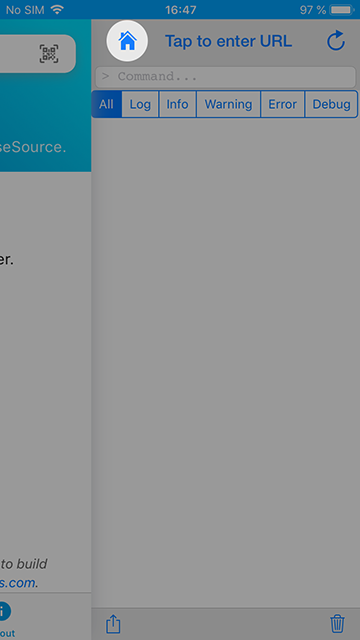 No SIM 16:47 97 %
Tap to enter URL
> Command...
All Log Info Warning Error Debug
seSource.
er.
to build
s.com.
out